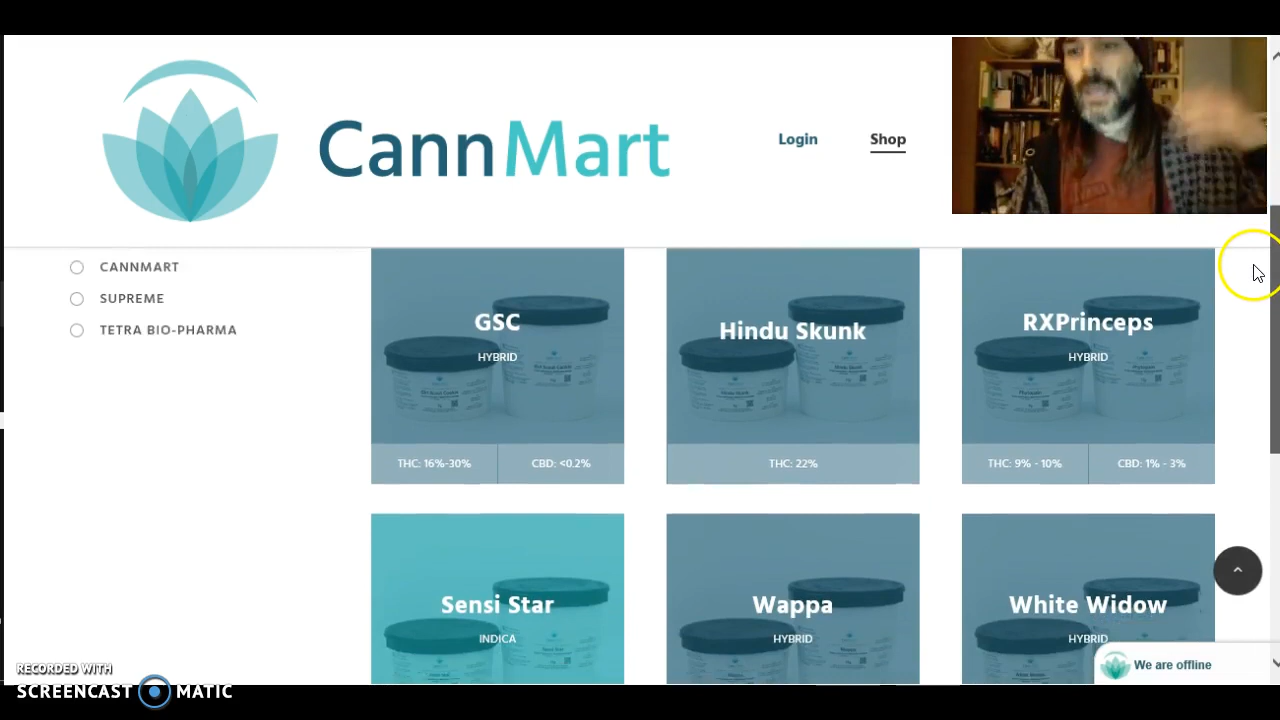 CannMart
Login
Shop
CANNMART
SUPREME
TETRA BIO-PHARMA
GSC
HYBRID
THC: 16%-30%
CBD: <0.2%
Hindu Skunk
THC: 22%
RXPrinceps
HYBRID
THC: 9% - 10%
CBD: 1% - 3%
Sensi Star
INDICA
Wappa
HYBRID
White Widow
HYBRID
We are offline
RECORDED WITH
SCREENCAST MATIC